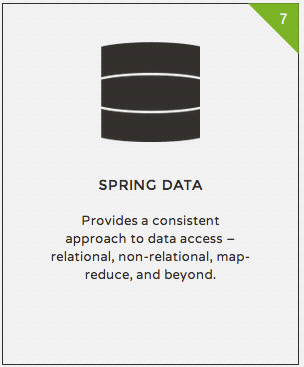 7
SPRING DATA
Provides a consistent
approach to data access –
relational, non-relational, map-
reduce, and beyond.